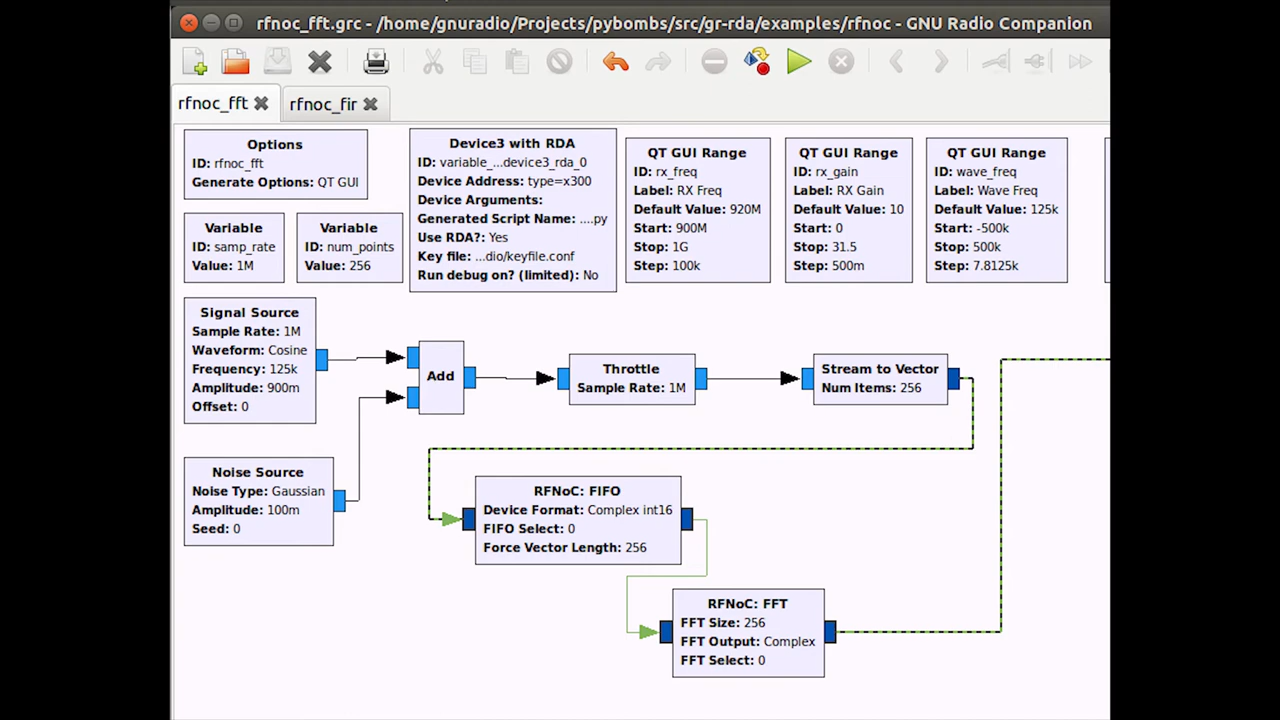 rfnoc_fft.grc - /home/gnuradio/Projects/pybombs/src/gr-rda/examples/rfnoc - GNU Radio Companion
rfnoc_fft
rfnoc_fir
Options
ID: rfnoc_fft
Generate Options: QT GUI
Variable
ID: samp_rate
Value: 1M
Variable
ID: num_points
Value: 256
Device3 with RDA
ID: variable_...device3_rda_0
Device Address: type=x300
Device Arguments:
Generated Script Name: ....py
Use RDA?: Yes
Key file: ...dio/keyfile.conf
Run debug on? (limited): No
QT GUI Range
ID: rx_freq
Label: RX Freq
Default Value: 920M
Start: 900M
Stop: 1G
Step: 100k
QT GUI Range
ID: rx_gain
Label: RX Gain
Default Value: 10
Start: 0
Stop: 31.5
Step: 500m
QT GUI Range
ID: wave_freq
Label: Wave Freq
Default Value: 125k
Start: -500k
Stop: 500k
Step: 7.8125k
Signal Source
Sample Rate: 1M
Waveform: Cosine
Frequency: 125k
Amplitude: 900m
Offset: 0
Add
Throttle
Sample Rate: 1M
Stream to Vector
Num Items: 256
Noise Source
Noise Type: Gaussian
Amplitude: 100m
Seed: 0
RFNoC: FIFO
Device Format: Complex int16
FIFO Select: 0
Force Vector Length: 256
RFNoC: FFT
FFT Size: 256
FFT Output: Complex
FFT Select: 0